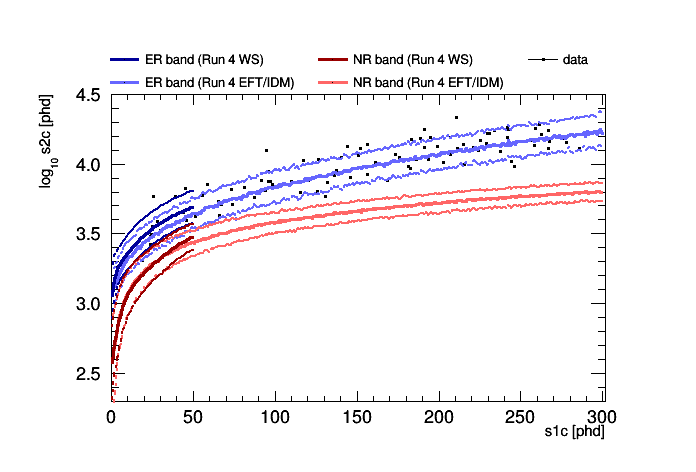 ER band (Run 4 WS) NR band (Run 4 WS) data
ER band (Run 4 EFT/IDM) NR band (Run 4 EFT/IDM)
log10 s2c [phd]
4.5
4.0
3.5
3.0
2.5
0 50 100 150 200 250 300
s1c [phd]